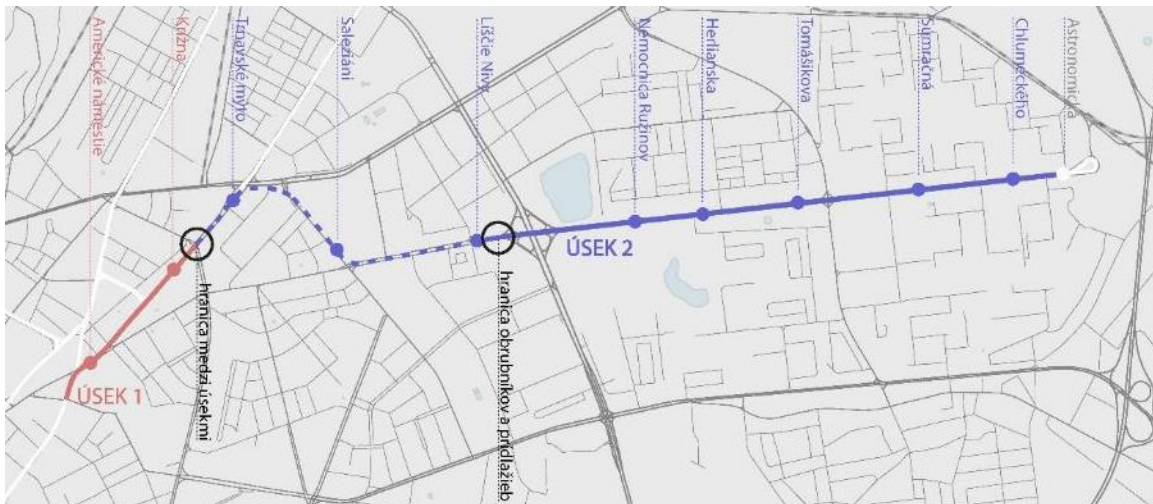 Americké námestie
Krížna
Trnavské mýto
Saleziáni
Líščie Nivy
Nemocnica Ružinov
Herlianska
Tomášikova
Súmračná
Chlumeckého
Astronomická
ÚSEK 1
hranica medzi úsekmi
ÚSEK 2
hranica obrubníkov a prídlažieb